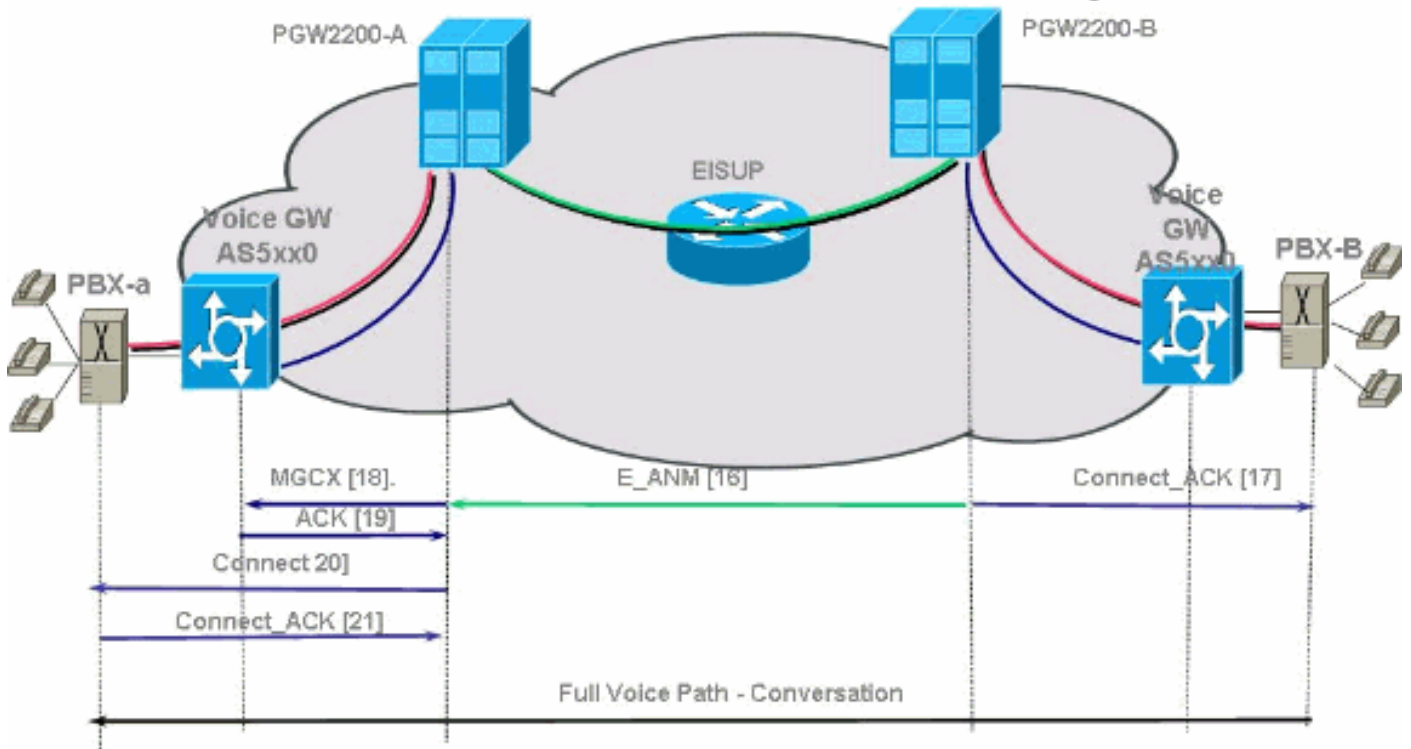 PGW2200-A
PGW2200-B
EISUP
Voice GW
AS5xx0
Voice
GW
AS5xx0
PBX-a
PBX-B
MGCX [18].
E_ANM [16]
Connect_ACK [17]
ACK [19]
Connect 20]
Connect_ACK [21]
Full Voice Path - Conversation